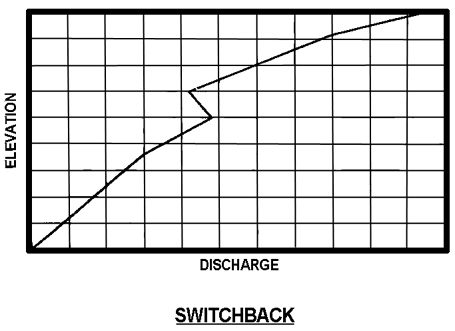 ELEVATION
DISCHARGE
SWITCHBACK